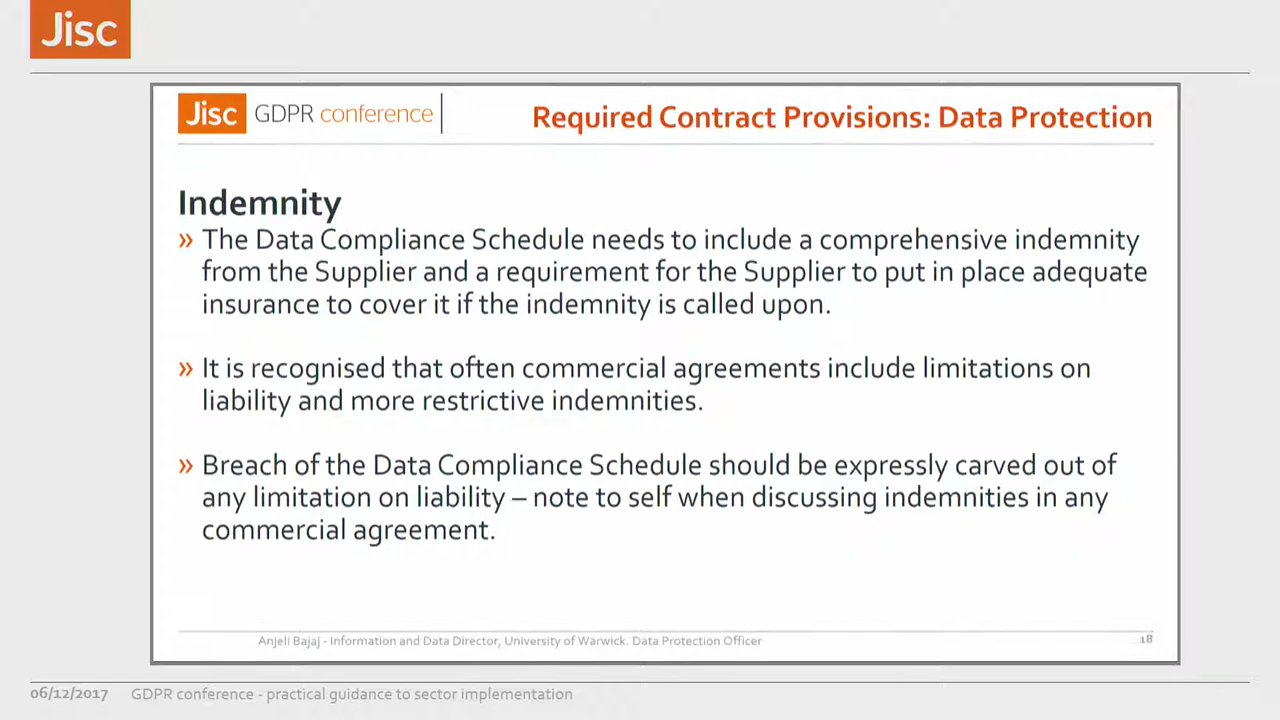 Jisc
Jisc GDPR conference
Required Contract Provisions: Data Protection
Indemnity
» The Data Compliance Schedule needs to include a comprehensive indemnity
from the Supplier and a requirement for the Supplier to put in place adequate
insurance to cover it if the indemnity is called upon.
» It is recognised that often commercial agreements include limitations on
liability and more restrictive indemnities.
» Breach of the Data Compliance Schedule should be expressly carved out of
any limitation on liability – note to self when discussing indemnities in any
commercial agreement.
Anjeli Bajaj - Information and Data Director, University of Warwick. Data Protection Officer
18
06/12/2017 GDPR conference - practical guidance to sector implementation